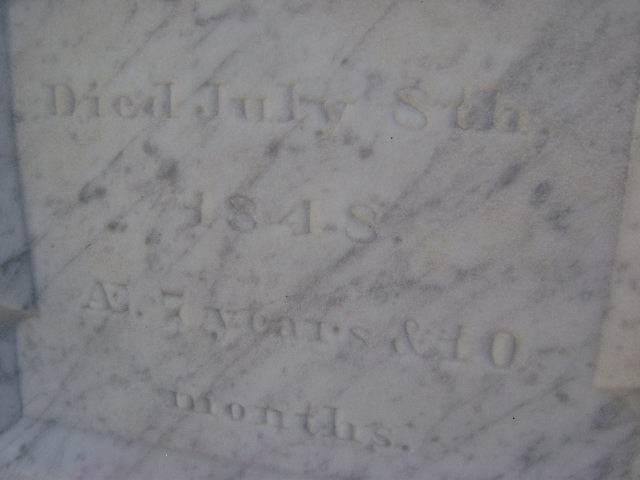 Died July 8th,
1848.
Æ. 7 years & 10
months.